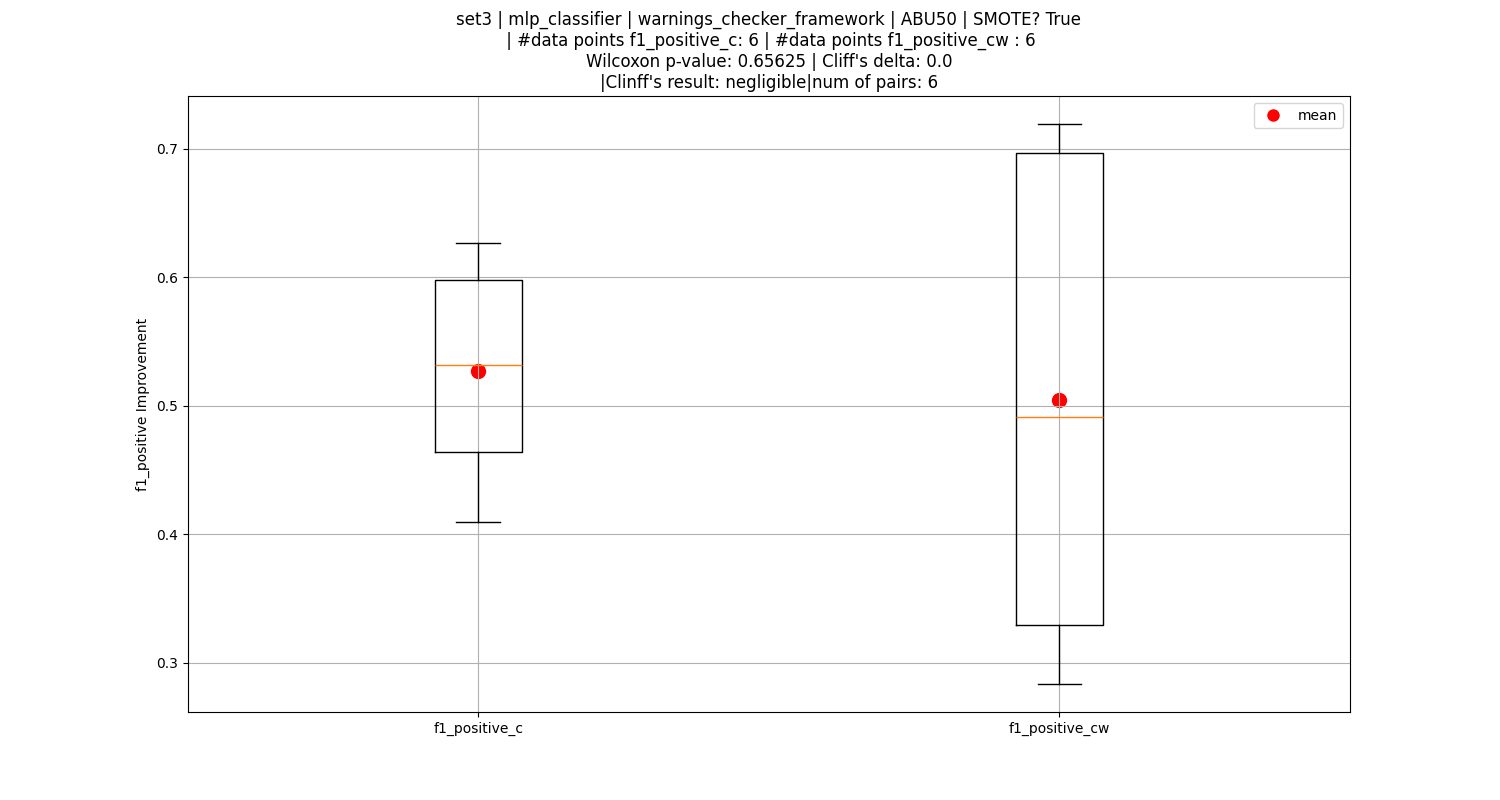 set3 | mlp_classifier | warnings_checker_framework | ABU50 | SMOTE? True
| #data points f1_positive_c: 6 | #data points f1_positive_cw : 6
Wilcoxon p-value: 0.65625 | Cliff's delta: 0.0
|Clinff's result: negligible|num of pairs: 6
mean
0.7
0.6
0.5
0.4
0.3
f1_positive Improvement
f1_positive_c
f1_positive_cw